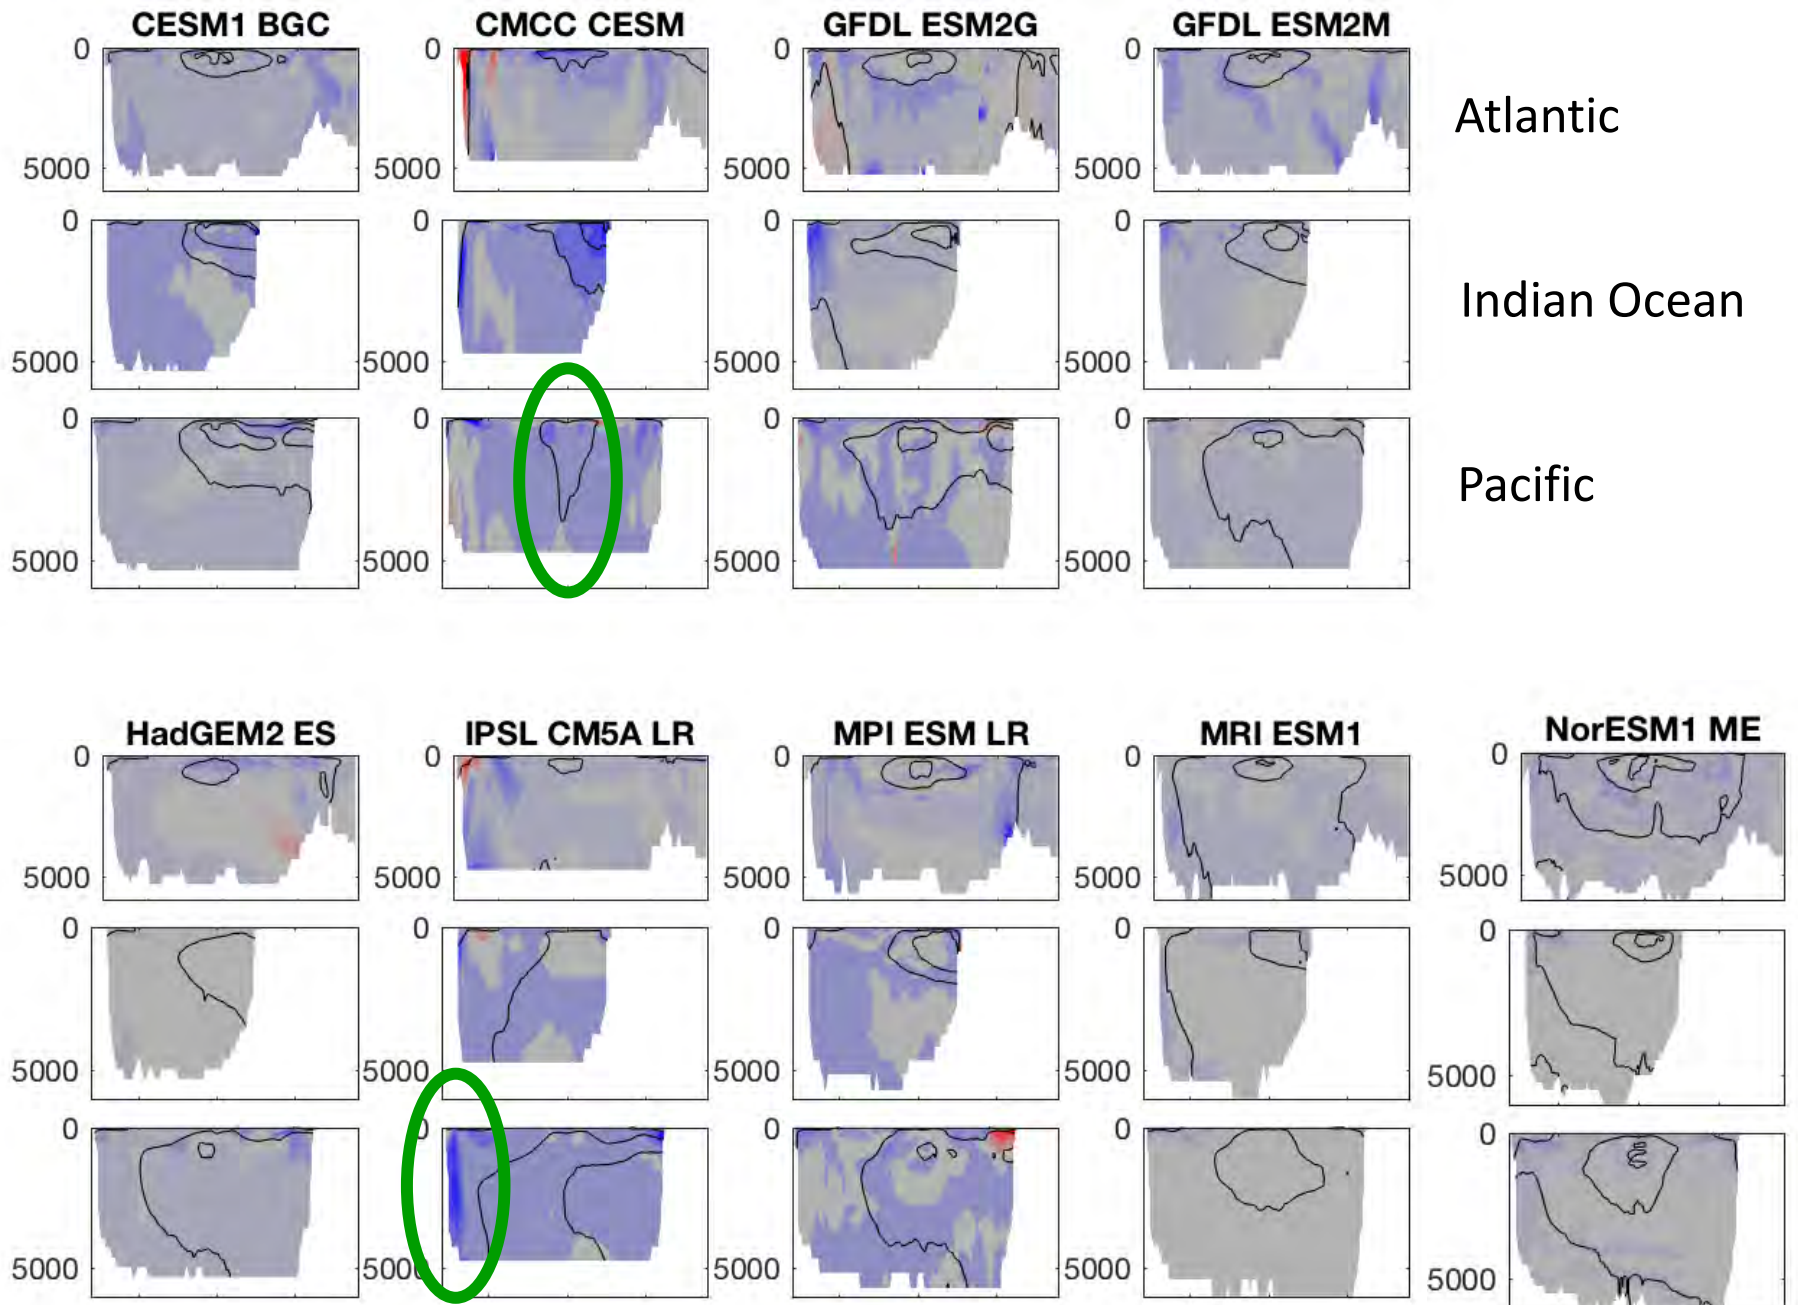 CESM1 BGC CMCC CESM GFDL ESM2G GFDL ESM2M
0 0 0 0
Atlantic
5000 5000 5000 5000
0 0 0 0
Indian Ocean
5000 5000 5000 5000
0 0 0 0
Pacific
5000 5000 5000 5000
HadGEM2 ES IPSL CM5A LR MPI ESM LR MRI ESM1 NorESM1 ME
0 0 0 0 0
5000 5000 5000 5000 5000
0 0 0 0 0
5000 5000 5000 5000 5000
0 0 0 0 0
5000 5000 5000 5000 5000